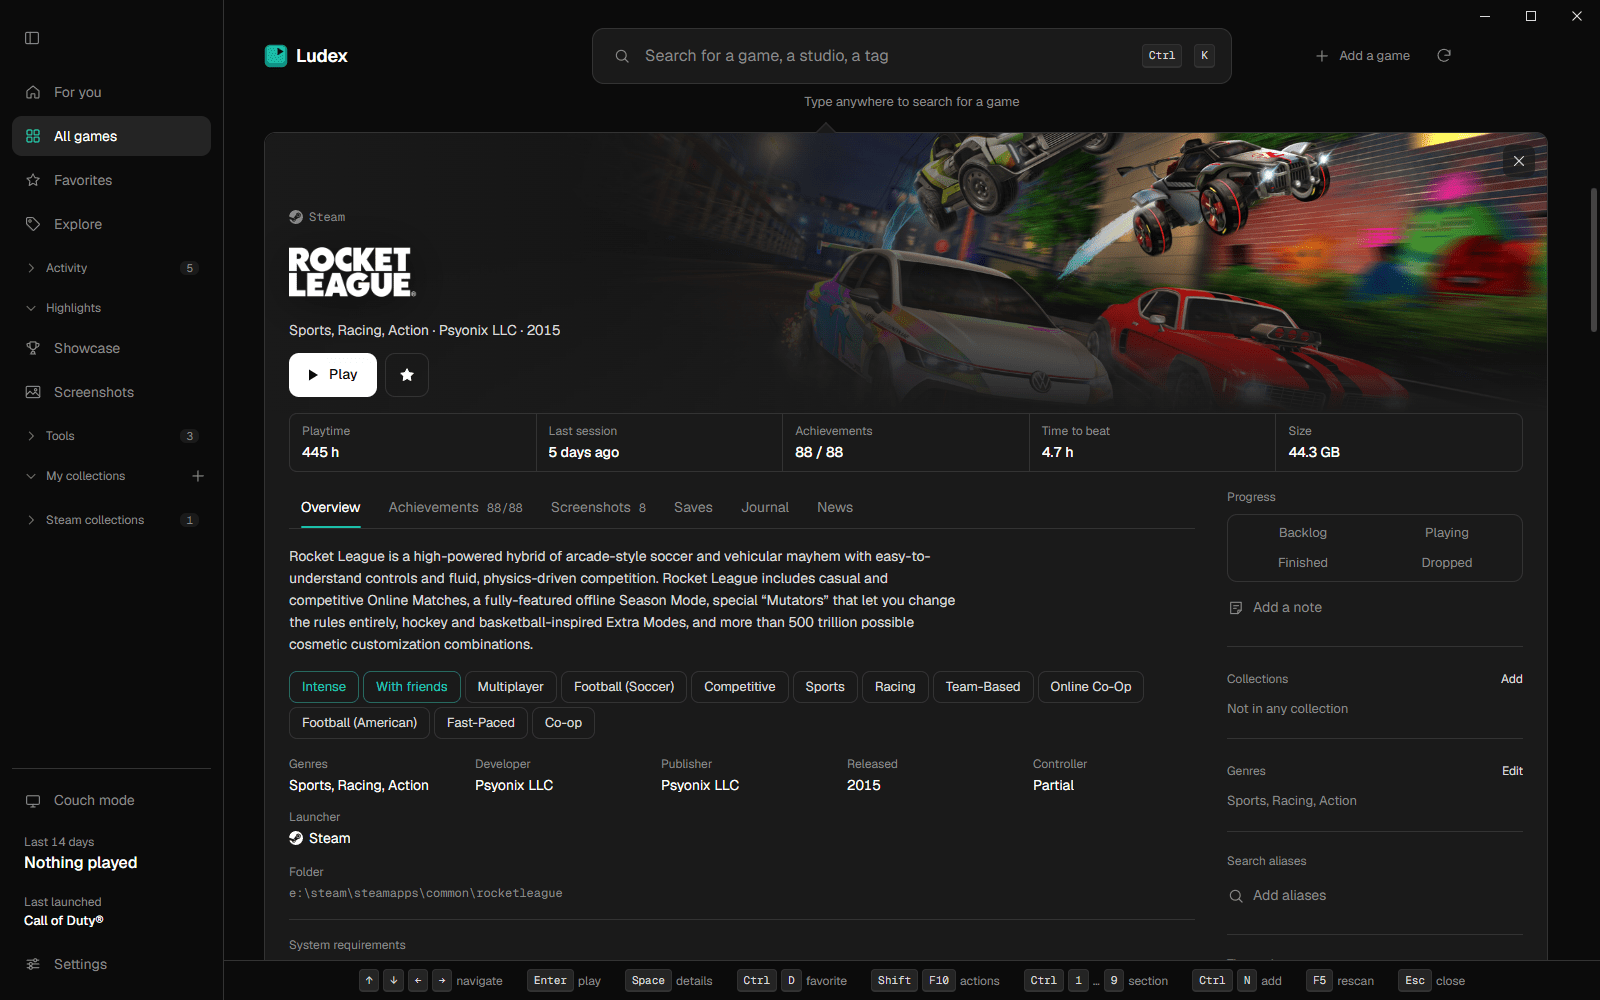 Ludex
Search for a game, a studio, a tag
Ctrl K
Add a game
Type anywhere to search for a game
For you
All games
Favorites
Explore
Activity 5
Highlights
Showcase
Screenshots
Tools 3
My collections
Steam collections 1
Couch mode
Last 14 days
Nothing played
Last launched
Call of Duty®
Settings
Steam
ROCKET
LEAGUE®
Sports, Racing, Action · Psyonix LLC · 2015
Play
Playtime
445 h
Last session
5 days ago
Achievements
88 / 88
Time to beat
4.7 h
Size
44.3 GB
Overview Achievements 88/88 Screenshots 8 Saves Journal News
Rocket League is a high-powered hybrid of arcade-style soccer and vehicular mayhem with easy-to-
understand controls and fluid, physics-driven competition. Rocket League includes casual and
competitive Online Matches, a fully-featured offline Season Mode, special “Mutators” that let you change
the rules entirely, hockey and basketball-inspired Extra Modes, and more than 500 trillion possible
cosmetic customization combinations.
Intense With friends Multiplayer Football (Soccer) Competitive Sports Racing Team-Based Online Co-Op
Football (American) Fast-Paced Co-op
Genres
Sports, Racing, Action
Developer
Psyonix LLC
Publisher
Psyonix LLC
Released
2015
Controller
Partial
Launcher
Steam
Folder
e:\steam\steamapps\common\rocketleague
System requirements
Progress
Backlog Playing
Finished Dropped
Add a note
Collections Add
Not in any collection
Genres Edit
Sports, Racing, Action
Search aliases
Add aliases
↑ ↓ ← → navigate Enter play Space details Ctrl D favorite Shift F10 actions Ctrl 1 … 9 section Ctrl N add F5 rescan Esc close